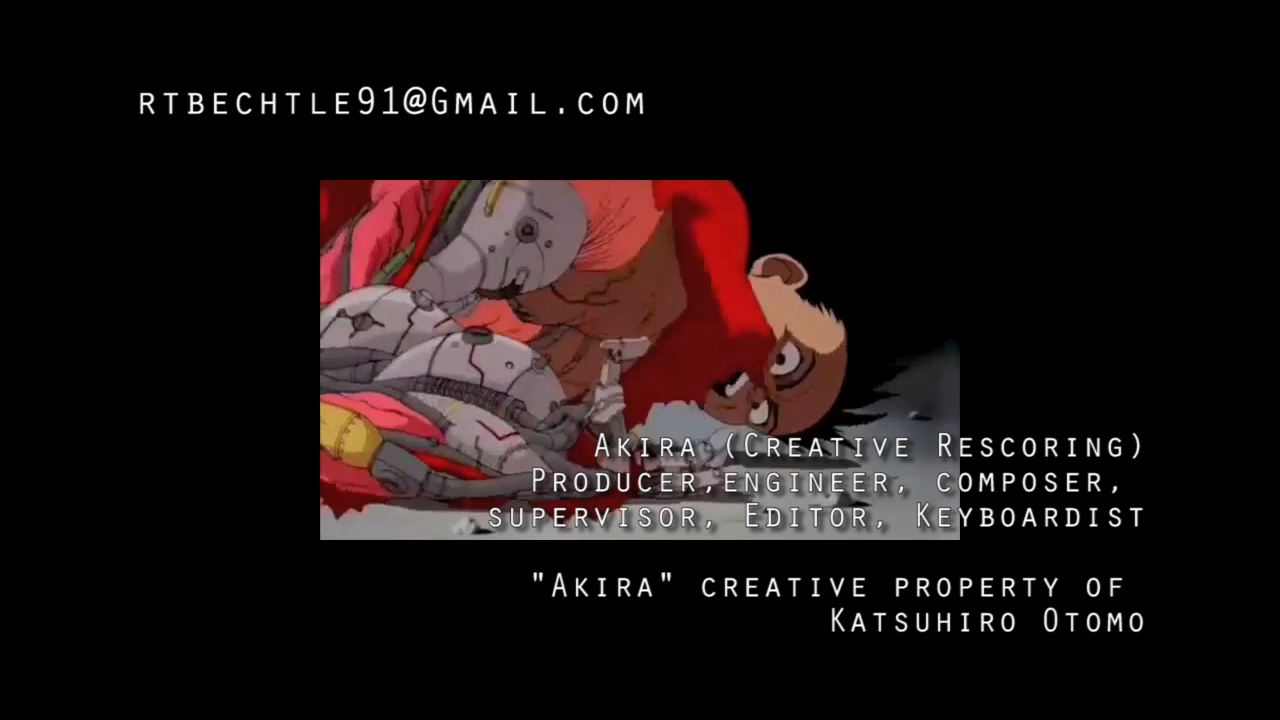 rtbechtle91@Gmail.com
Akira (Creative Rescoring)
Producer,engineer, composer,
supervisor, Editor, Keyboardist
"Akira" creative property of
Katsuhiro Otomo